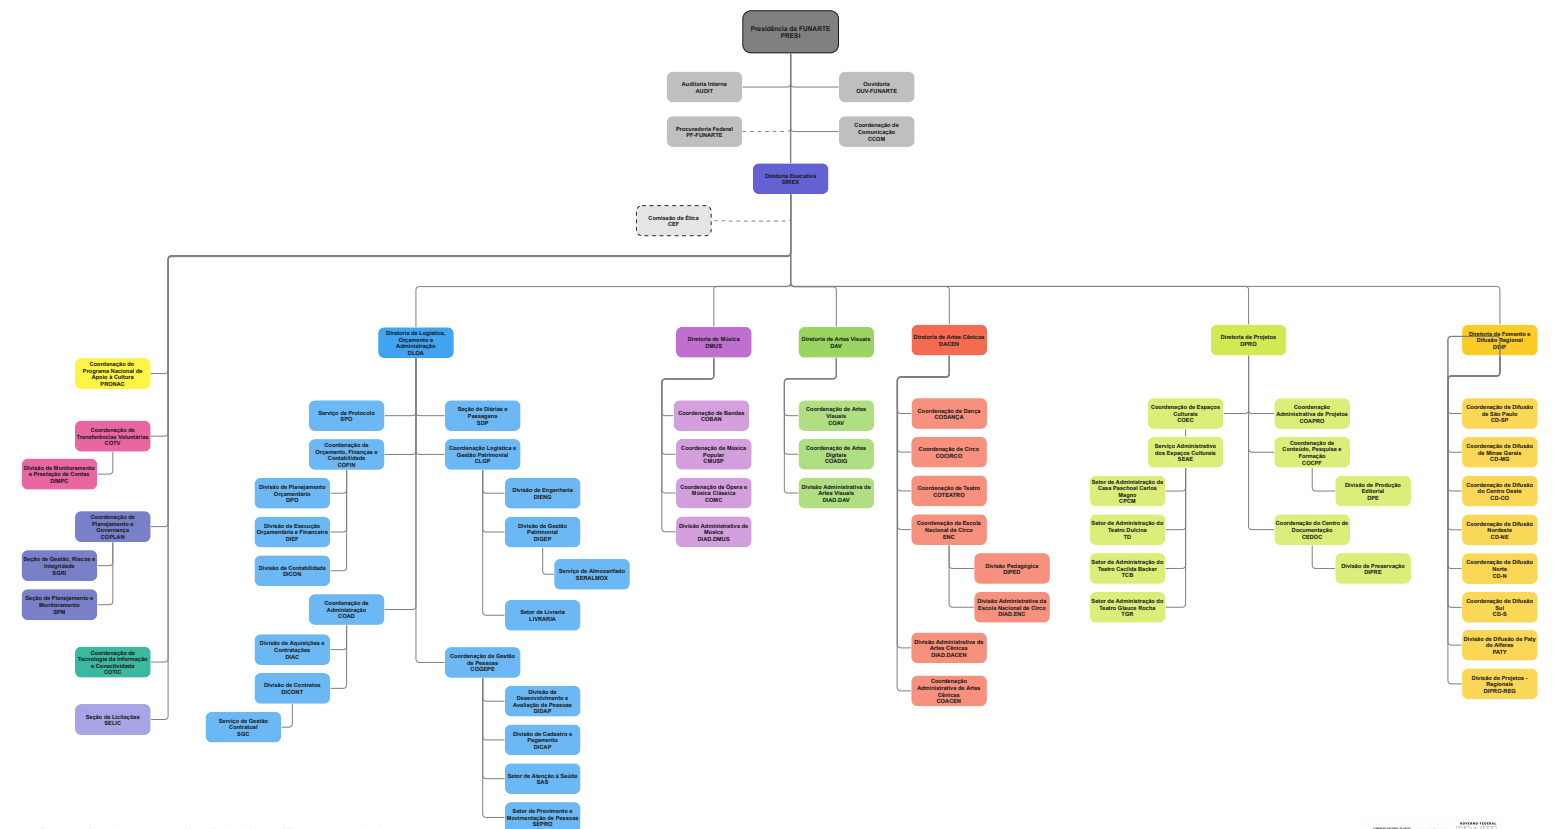 Presidência da FUNARTE
PRESI
Auditoria Interna
AUDIT
Ouvidoria
OUV-FUNARTE
Procuradoria Federal
PF-FUNARTE
Coordenação de
Comunicação
CCOM
Diretoria Executiva
DIREX
Comissão de Ética
CEF
Diretoria de Logística,
Orçamento e
Administração
DLOA
Diretoria de Música
DMUS
Diretoria de Artes Visuais
DAV
Diretoria de Artes Cênicas
DACEN
Diretoria de Projetos
DPRO
Diretoria de Fomento e
Difusão Regional
DDIF
Coordenação do
Programa Nacional de
Apoio à Cultura
PRONAC
Coordenação de
Transferências Voluntárias
COTV
Divisão de Monitoramento
e Prestação de Contas
DIMPC
Coordenação de
Planejamento e
Governança
COPLAN
Seção de Gestão, Riscos e
Integridade
SGRI
Seção de Planejamento e
Monitoramento
SPM
Coordenação de
Tecnologia da Informação
e Conectividade
COTIC
Seção de Licitações
SELIC
Serviço de Protocolo
SPO
Seção de Diárias e
Passagens
SDP
Coordenação de
Orçamento, Finanças e
Contabilidade
COFIN
Coordenação Logística e
Gestão Patrimonial
CLGP
Divisão de Planejamento
Orçamentário
DPO
Divisão de Execução
Orçamentária e Financeira
DIEF
Divisão de Contabilidade
DICON
Divisão de Engenharia
DIENG
Divisão de Gestão
Patrimonial
DIGEP
Serviço de Almoxarifado
SERALMOX
Setor de Livraria
LIVRARIA
Coordenação de
Administração
COAD
Divisão de Aquisições e
Contratações
DIAC
Divisão de Contratos
DICONT
Serviço de Gestão
Contratual
SGC
Coordenação de Gestão
de Pessoas
COGEPE
Divisão de
Desenvolvimento e
Avaliação de Pessoas
DIDAP
Divisão de Cadastro e
Pagamento
DICAP
Setor de Atenção à Saúde
SAS
Setor de Provimento e
Movimentação de Pessoas
SEPRO
Coordenação de Bandas
COBAN
Coordenação de Música
Popular
CMUSP
Coordenação de Ópera e
Música Clássica
COMC
Divisão Administrativa de
Música
DIAD.DMUS
Coordenação de Artes
Visuais
COAV
Coordenação de Artes
Digitais
COADIG
Divisão Administrativa de
Artes Visuais
DIAD.DAV
Coordenação de Dança
CODANÇA
Coordenação de Circo
COCIRCO
Coordenação de Teatro
COTEATRO
Coordenação da Escola
Nacional de Circo
ENC
Divisão Pedagógica
DIPED
Divisão Administrativa da
Escola Nacional de Circo
DIAD.ENC
Divisão Administrativa de
Artes Cênicas
DIAD.DACEN
Coordenação
Administrativa de Artes
Cênicas
COACEN
Coordenação de Espaços
Culturais
COEC
Serviço Administrativo
dos Espaços Culturais
SEAE
Setor de Administração da
Casa Paschoal Carlos
Magno
CPCM
Setor de Administração do
Teatro Dulcina
TD
Setor de Administração do
Teatro Cacilda Becker
TCB
Setor de Administração do
Teatro Glauce Rocha
TGR
Coordenação
Administrativa de Projetos
COAPRO
Coordenação de
Conteúdo, Pesquisa e
Formação
COCPF
Divisão de Produção
Editorial
DPE
Coordenação do Centro de
Documentação
CEDOC
Divisão de Preservação
DIPRE
Coordenação de Difusão
de São Paulo
CD-SP
Coordenação de Difusão
de Minas Gerais
CD-MG
Coordenação de Difusão
do Centro Oeste
CD-CO
Coordenação de Difusão
Nordeste
CD-NE
Coordenação de Difusão
Norte
CD-N
Coordenação de Difusão
Sul
CD-S
Divisão de Difusão de Paty
do Alferes
PATY
Divisão de Projetos -
Regionais
DIPRO-REG
GOVERNO FEDERAL